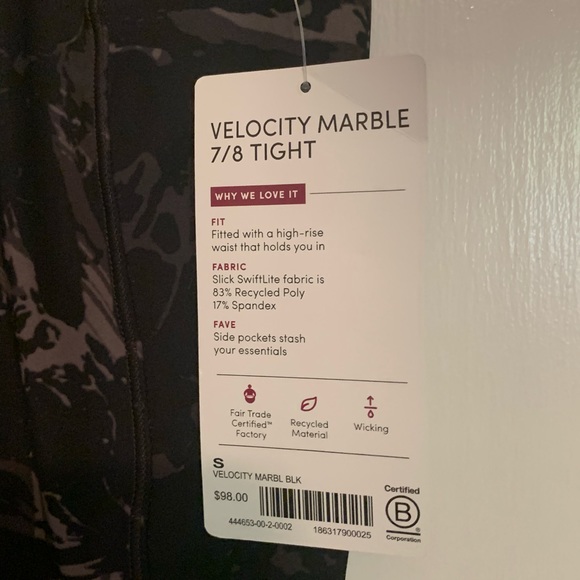 VELOCITY MARBLE
7/8 TIGHT
WHY WE LOVE IT
FIT
Fitted with a high-rise
waist that holds you in
FABRIC
Slick SwiftLite fabric is
83% Recycled Poly
17% Spandex
FAVE
Side pockets stash
your essentials
Fair Trade
Certified™
Factory
Recycled
Material
Wicking
S
VELOCITY MARBL BLK
$98.00
444653-00-2-0002
186317900025
Certified
B
®
Corporation